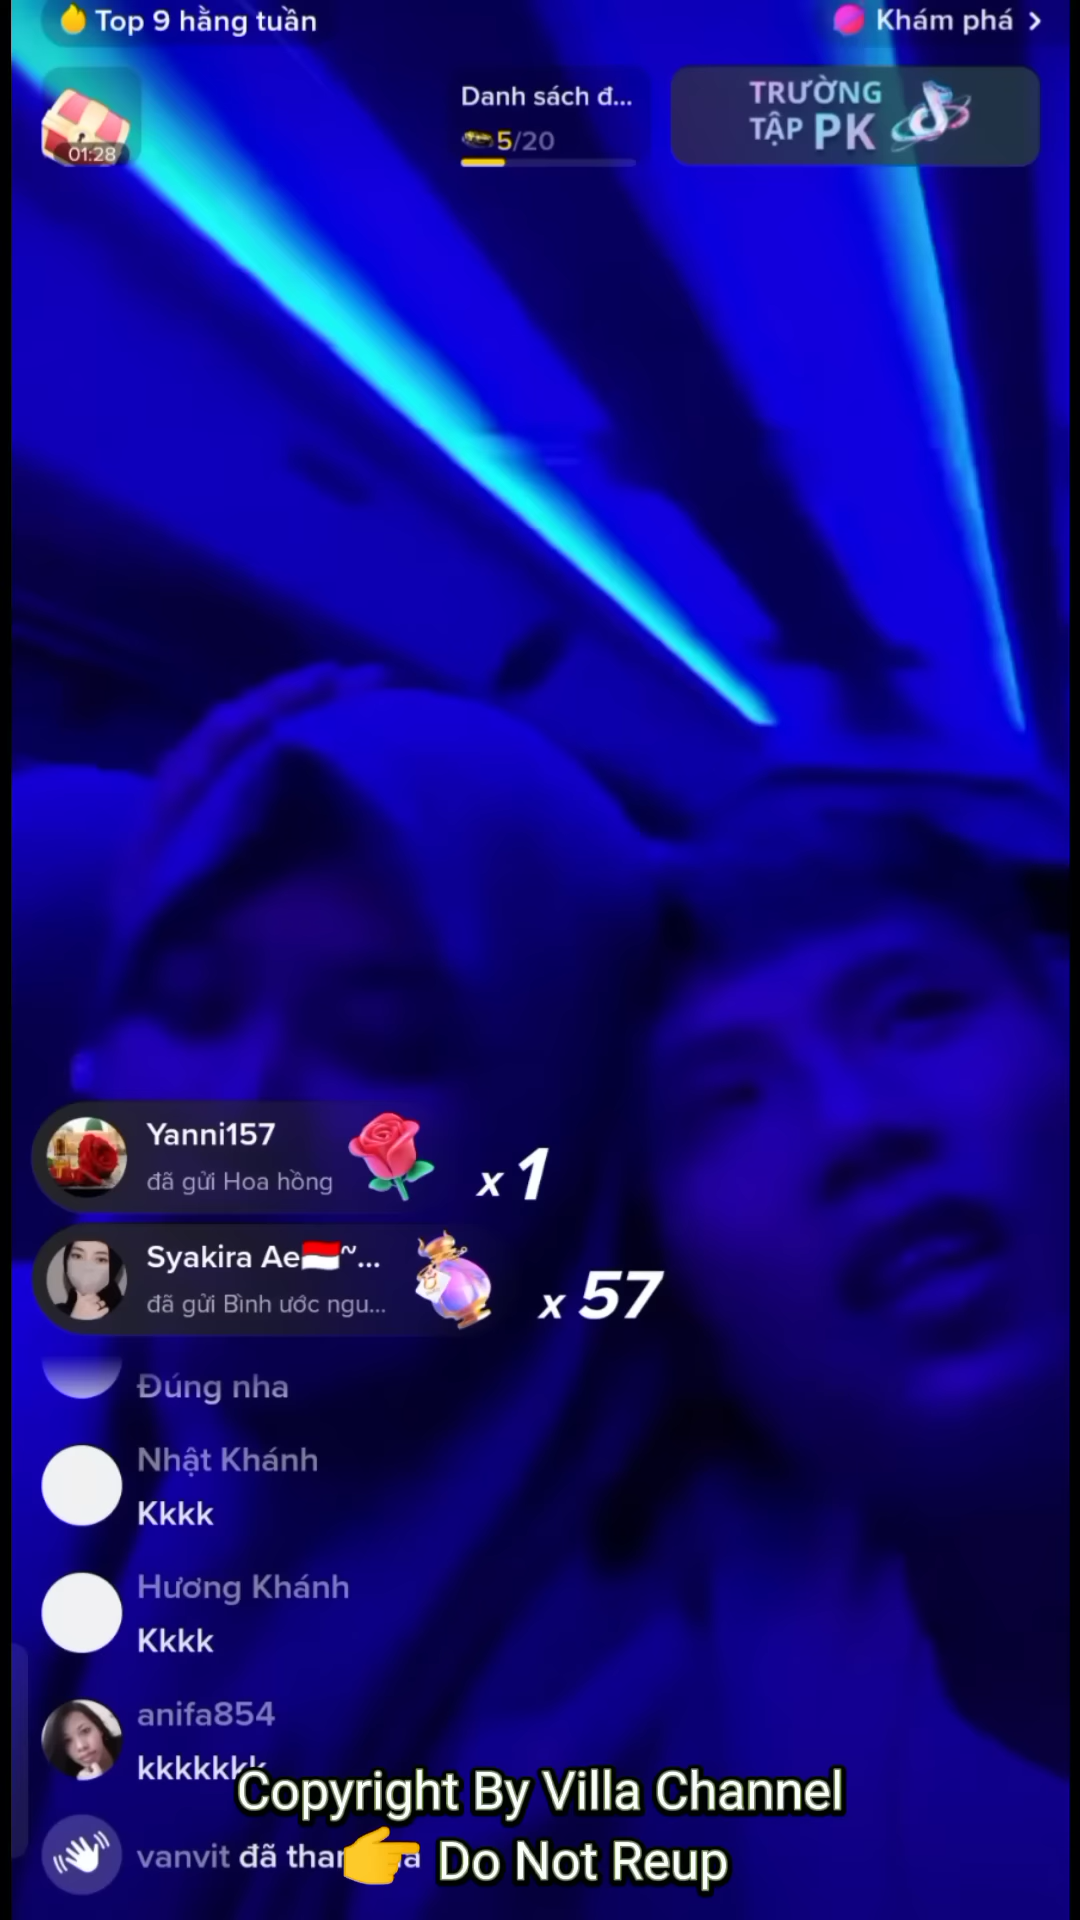 Top 9 hằng tuần
Khám phá
01:28
Danh sách đ...
5/20
TRƯỜNG
TẬP PK
Yanni157
đã gửi Hoa hồng
x 1
Syakira Ae🇮🇩~...
đã gửi Bình ước ngu...
x 57
Đúng nha
Nhật Khánh
Kkkk
Hương Khánh
Kkkk
anifa854
kkkkkkk
Copyright By Villa Channel
vanvit đã
👉 Do Not Reup